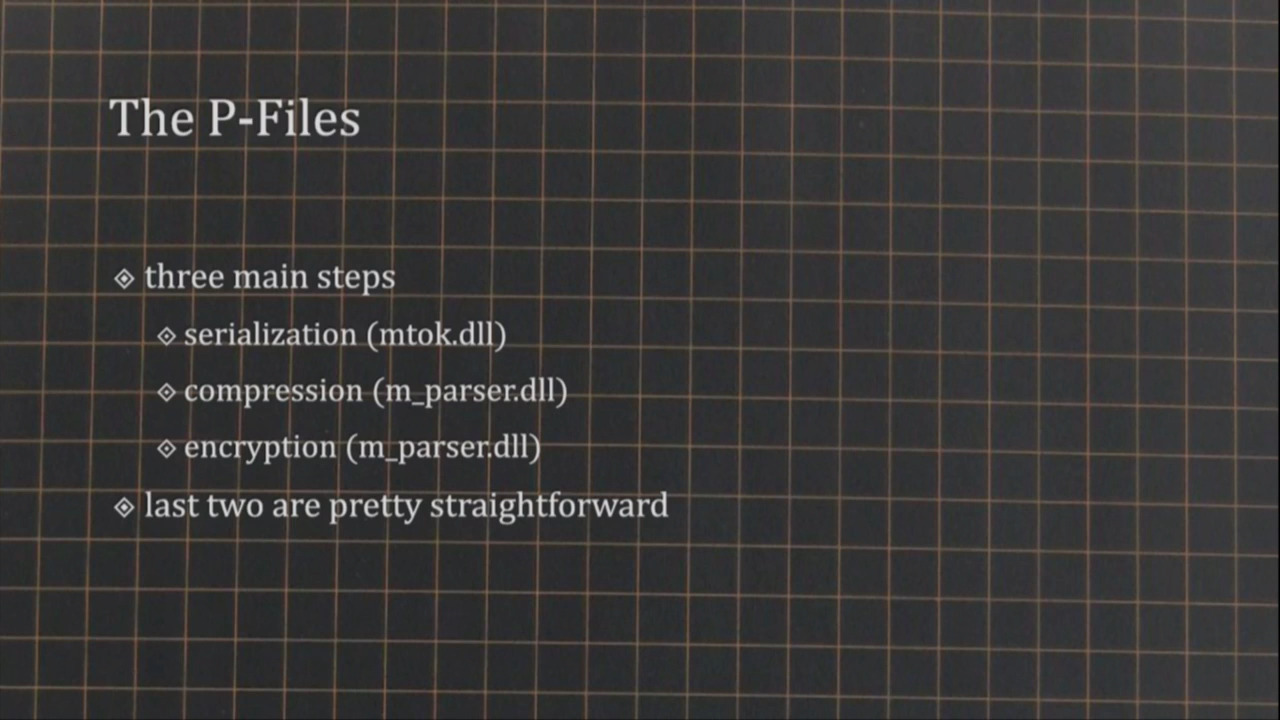 The P-Files
three main steps
serialization (mtok.dll)
compression (m_parser.dll)
encryption (m_parser.dll)
last two are pretty straightforward